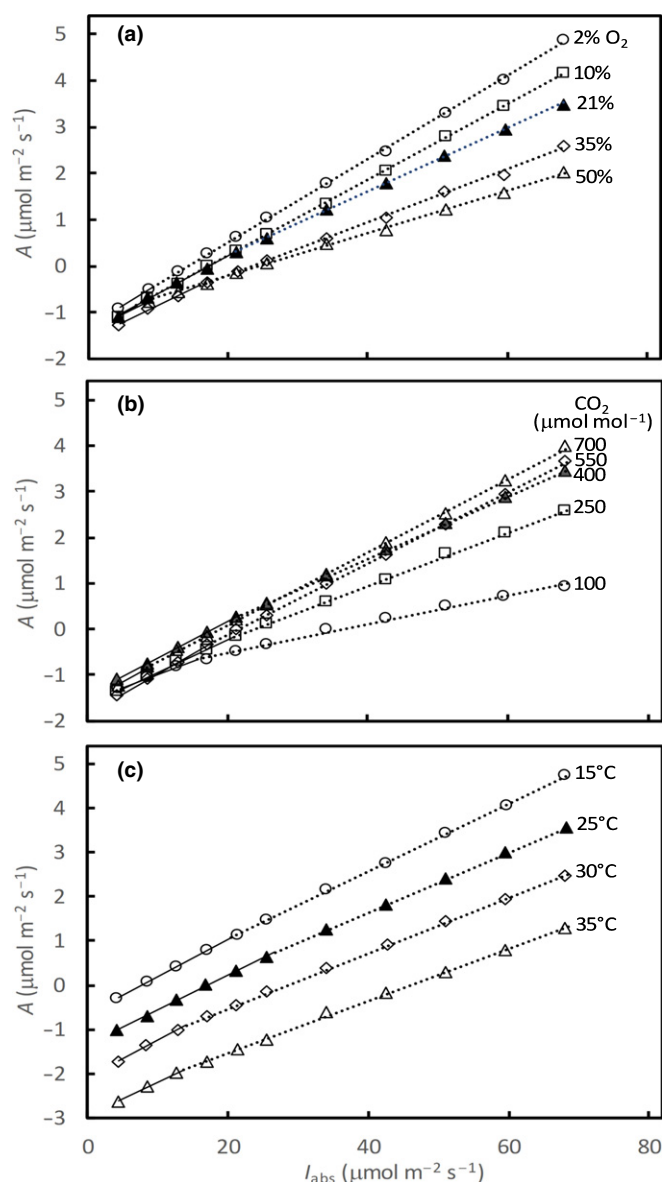 (a)
5
4
3
2
1
0
−1
−2
A (μmol m⁻² s⁻¹)
2% O₂
10%
21%
35%
50%
(b)
5
4
3
2
1
0
−1
−2
A (μmol m⁻² s⁻¹)
CO₂
(μmol mol⁻¹)
700
550
400
250
100
(c)
5
4
3
2
1
0
−1
−2
−3
A (μmol m⁻² s⁻¹)
15°C
25°C
30°C
35°C
0 20 40 60 80
I_abs (μmol m⁻² s⁻¹)